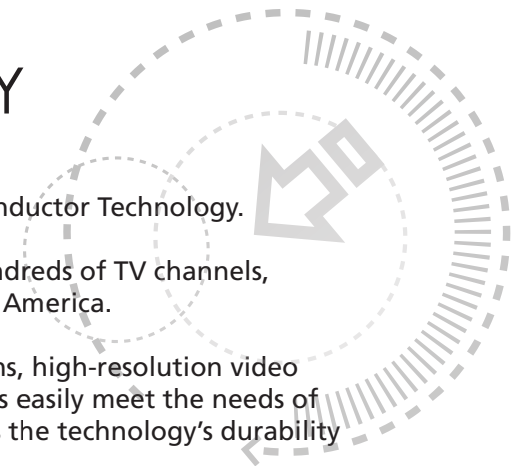 Y
nductor Technology.
ndreds of TV channels,
America.
ns, high-resolution video
s easily meet the needs of
s the technology's durability